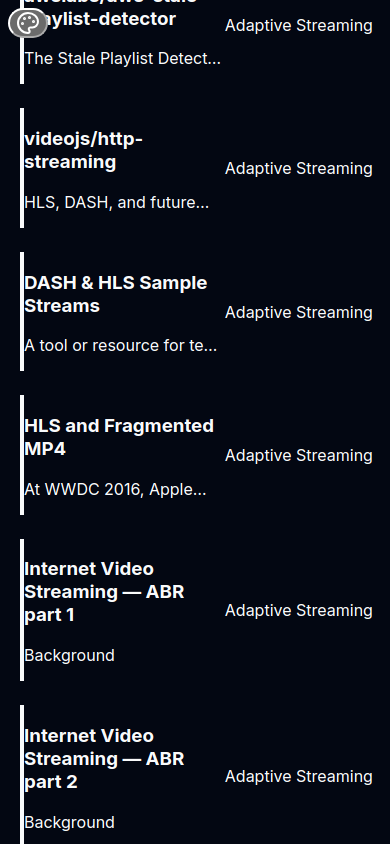 aylist-detector
Adaptive Streaming
The Stale Playlist Detect...
videojs/http-
streaming
Adaptive Streaming
HLS, DASH, and future...
DASH & HLS Sample
Streams
Adaptive Streaming
A tool or resource for te...
HLS and Fragmented
MP4
Adaptive Streaming
At WWDC 2016, Apple...
Internet Video
Streaming — ABR
part 1
Adaptive Streaming
Background
Internet Video
Streaming — ABR
part 2
Adaptive Streaming
Background